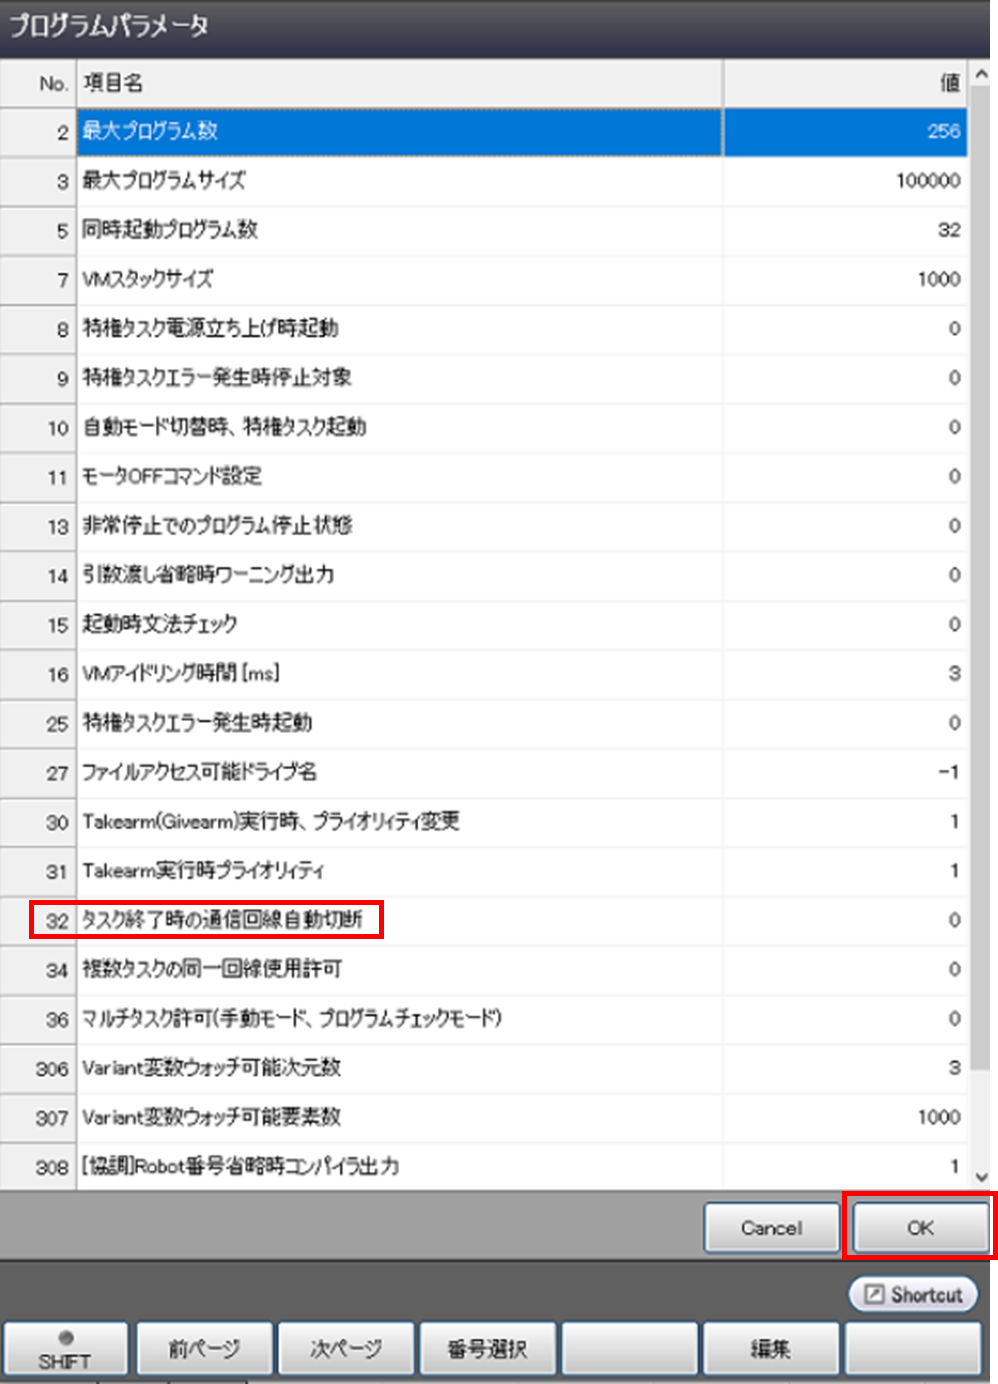 プログラムパラメータ
No. 項目名 値
2 最大プログラム数 256
3 最大プログラムサイズ 100000
5 同時起動プログラム数 32
7 VMスタックサイズ 1000
8 特権タスク電源立ち上げ時起動 0
9 特権タスクエラー発生時停止対象 0
10 自動モード切替時、特権タスク起動 0
11 モータOFFコマンド設定 0
13 非常停止でのプログラム停止状態 0
14 引数渡し省略時ワーニング出力 0
15 起動時文法チェック 0
16 VMアイドリング時間[ms] 3
25 特権タスクエラー発生時起動 0
27 ファイルアクセス可能ドライブ名 -1
30 Takearm(Givearm)実行時、プライオリィティ変更 1
31 Takearm実行時プライオリィティ 1
32 タスク終了時の通信回線自動切断 0
34 複数タスクの同一回線使用許可 0
36 マルチタスク許可(手動モード、プログラムチェックモード) 0
306 Variant変数ウォッチ可能次元数 3
307 Variant変数ウォッチ可能要素数 1000
308 [協調]Robot番号省略時コンパイラ出力 1
Cancel OK
Shortcut
SHIFT 前ページ 次ページ 番号選択 編集